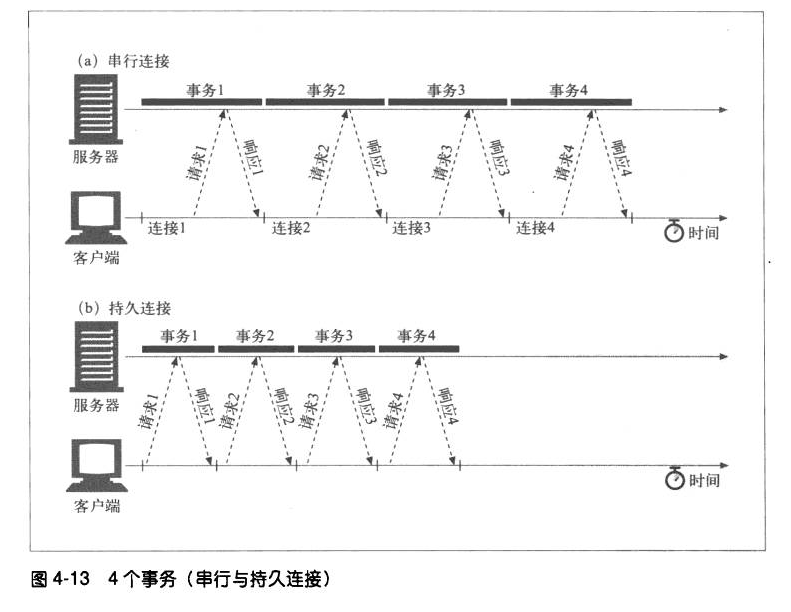 (a) 串行连接
事务1 事务2 事务3 事务4
服务器
请求1 响应1 请求2 响应2 请求3 响应3 请求4 响应4
连接1 连接2 连接3 连接4 时间
客户端
(b) 持久连接
事务1 事务2 事务3 事务4
服务器
请求1 响应1 请求2 响应2 请求3 响应3 请求4 响应4
时间
客户端
图 4-13 4 个事务（串行与持久连接）